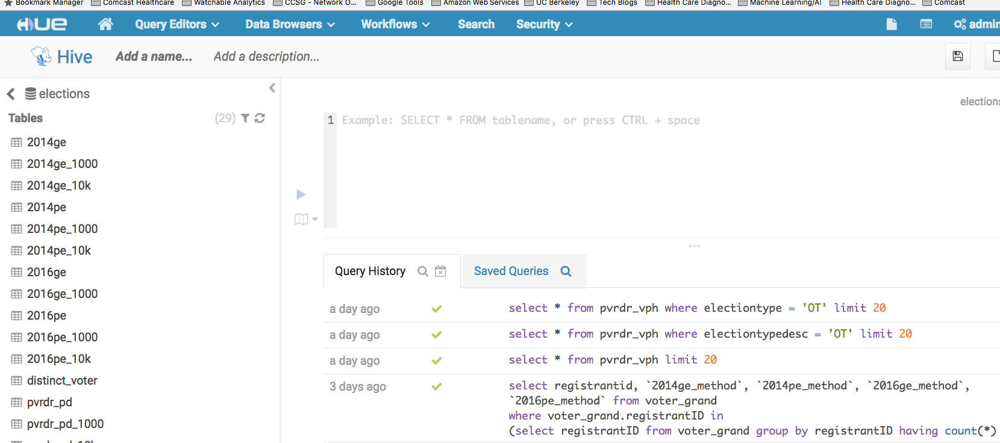 Bookmark Manager Comcast Healthcare Watchable Analytics CCSG - Network O... Google Tools Amazon Web Services UC Berkeley Tech Blogs Health Care Diagno... Machine Learning/AI Health Care Diagno... Comcast
HUE Query Editors Data Browsers Workflows Search Security admin
Hive Add a name... Add a description...
elections
elections
Tables (29)
2014ge
2014ge_1000
2014ge_10k
2014pe
2014pe_1000
2014pe_10k
2016ge
2016ge_1000
2016pe
2016pe_1000
2016pe_10k
distinct_voter
pvrdr_pd
pvrdr_pd_1000
1 Example: SELECT * FROM tablename, or press CTRL + space
Query History Saved Queries
a day ago select * from pvrdr_vph where electiontype = 'OT' limit 20
a day ago select * from pvrdr_vph where electiontypedesc = 'OT' limit 20
a day ago select * from pvrdr_vph limit 20
3 days ago select registrantid, `2014ge_method`, `2014pe_method`, `2016ge_method`,
`2016pe_method` from voter_grand
where voter_grand.registrantID in
(select registrantID from voter_grand group by registrantID having count(*)